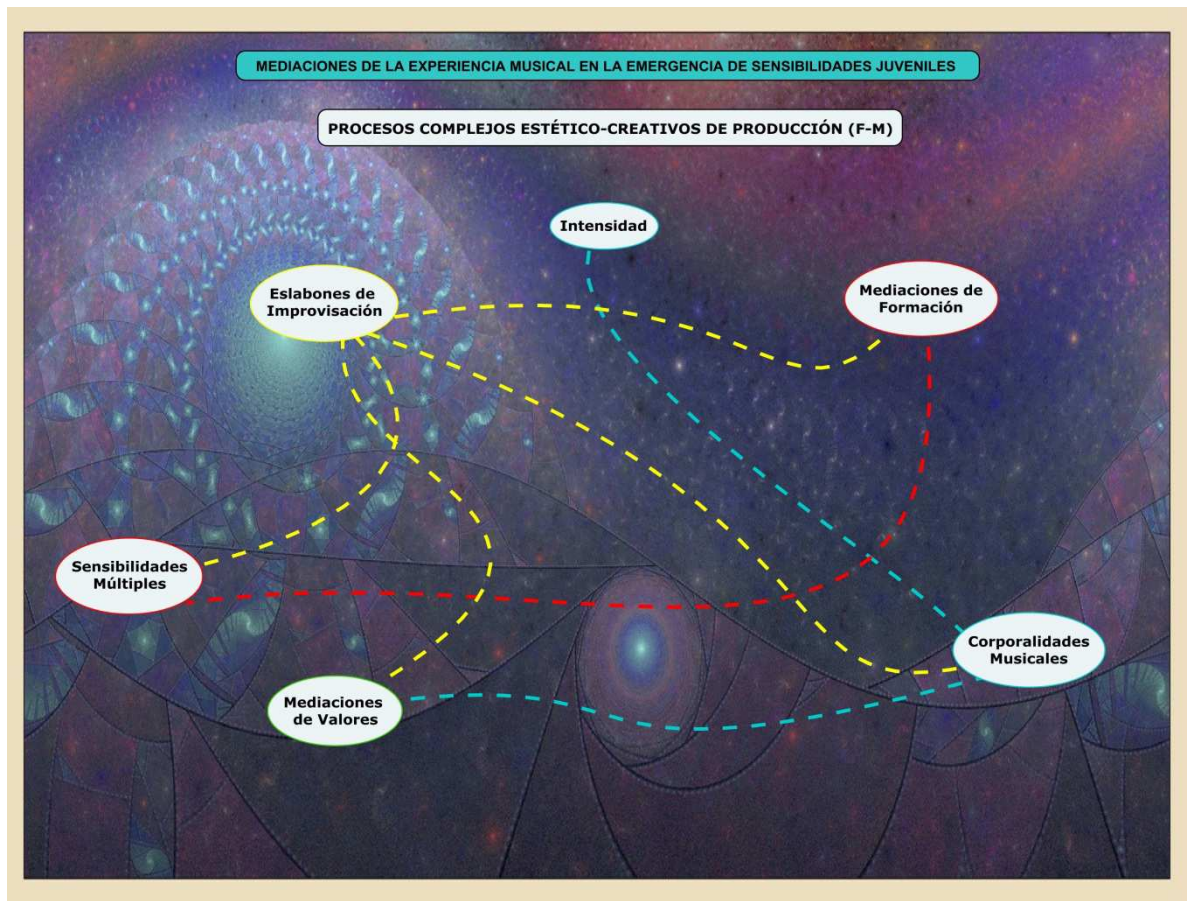 MEDIACIONES DE LA EXPERIENCIA MUSICAL EN LA EMERGENCIA DE SENSIBILIDADES JUVENILES
PROCESOS COMPLEJOS ESTÉTICO-CREATIVOS DE PRODUCCIÓN (F-M)
Intensidad
Eslabones de
Improvisación
Mediaciones de
Formación
Sensibilidades
Múltiples
Corporalidades
Musicales
Mediaciones
de Valores